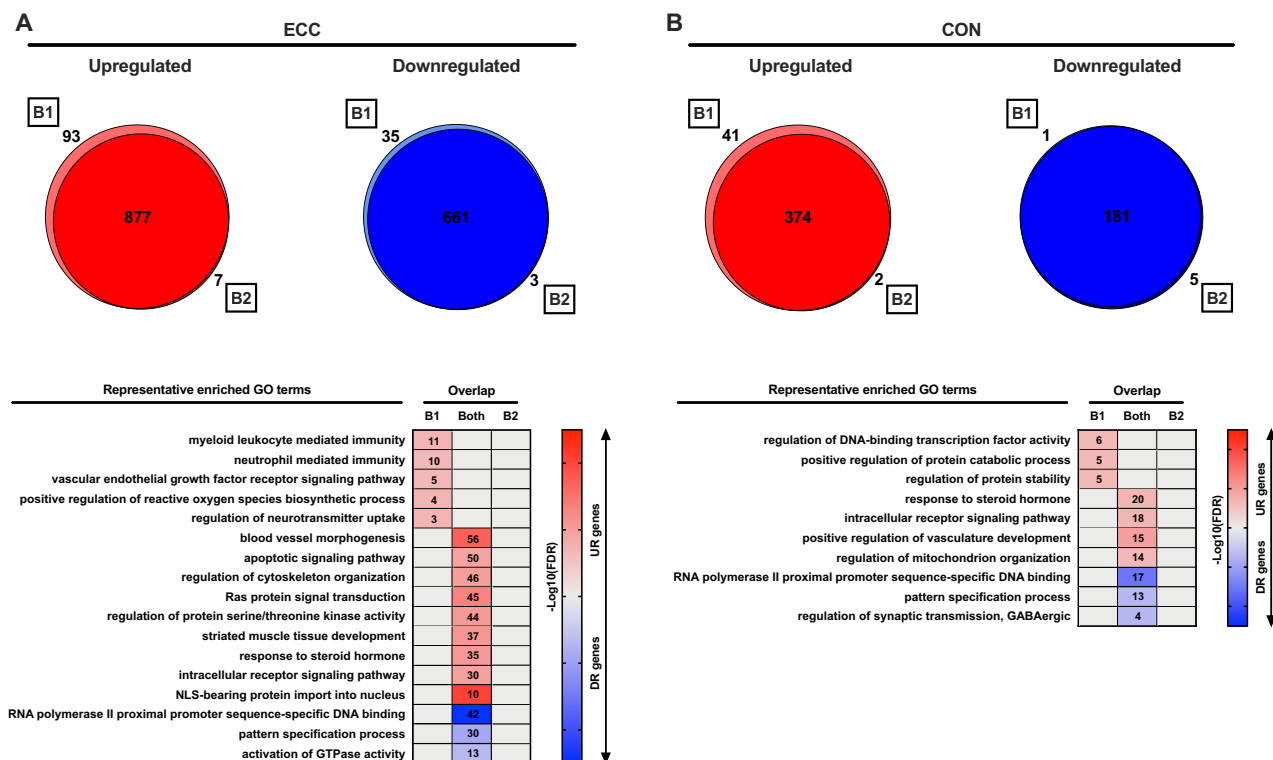 A
ECC
Upregulated
Downregulated
B1
93
877
7
B2
B1
35
661
3
B2
Representative enriched GO terms
Overlap
B1 Both B2
myeloid leukocyte mediated immunity 11
neutrophil mediated immunity 10
vascular endothelial growth factor receptor signaling pathway 5
positive regulation of reactive oxygen species biosynthetic process 4
regulation of neurotransmitter uptake 3
blood vessel morphogenesis 56
apoptotic signaling pathway 50
regulation of cytoskeleton organization 46
Ras protein signal transduction 45
regulation of protein serine/threonine kinase activity 44
striated muscle tissue development 37
response to steroid hormone 35
intracellular receptor signaling pathway 30
NLS-bearing protein import into nucleus 10
RNA polymerase II proximal promoter sequence-specific DNA binding 42
pattern specification process 30
activation of GTPase activity 13
-Log10(FDR)
UR genes
DR genes
B
CON
Upregulated
Downregulated
B1
41
374
2
B2
B1
1
181
5
B2
Representative enriched GO terms
Overlap
B1 Both B2
regulation of DNA-binding transcription factor activity 6
positive regulation of protein catabolic process 5
regulation of protein stability 5
response to steroid hormone 20
intracellular receptor signaling pathway 18
positive regulation of vasculature development 15
regulation of mitochondrion organization 14
RNA polymerase II proximal promoter sequence-specific DNA binding 17
pattern specification process 13
regulation of synaptic transmission, GABAergic 4
-Log10(FDR)
UR genes
DR genes